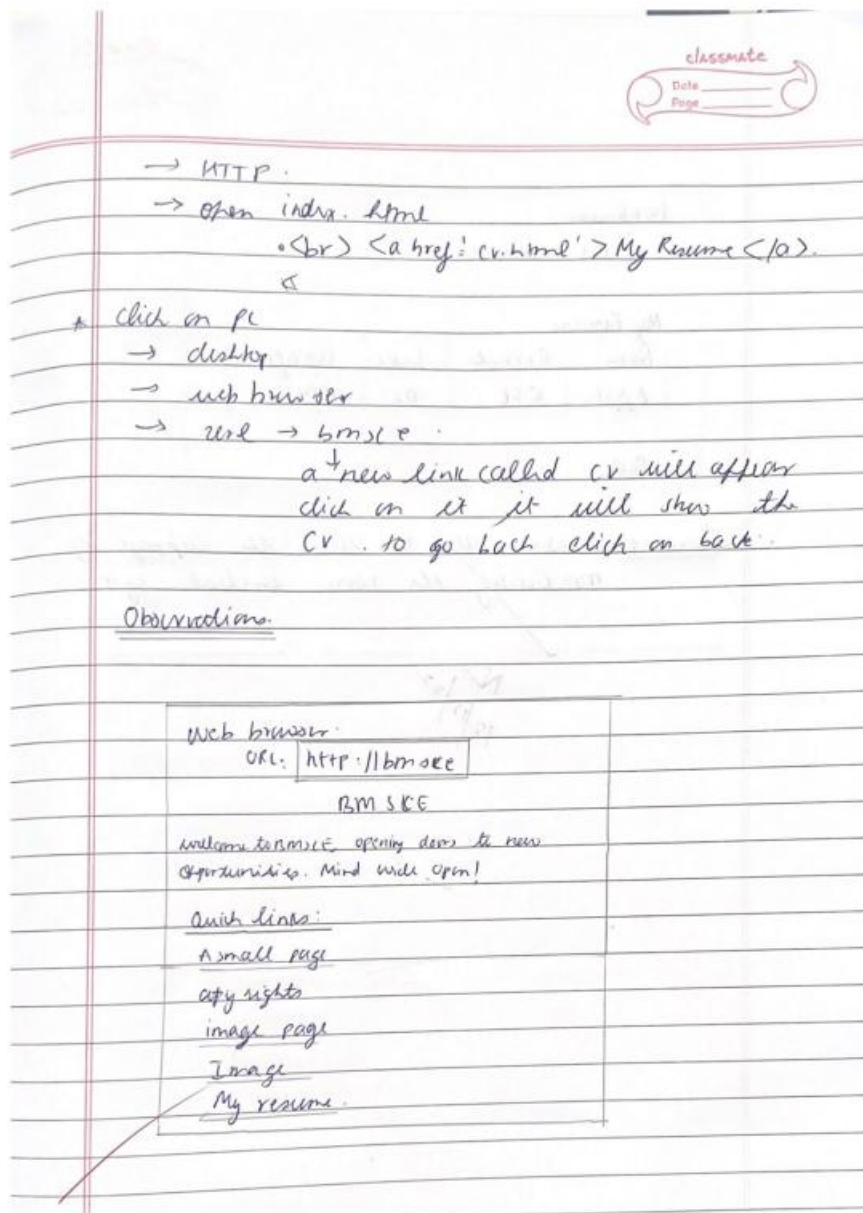 classmate
Date
Page
→ HTTP.
→ open index.html
• <br> <a href='cv.html'> My Resume </a>.
* Click on pc
→ desktop
→ web browser
→ url → bmsce.
↓
a new link called cv will appear
click on it it will show the
cv. to go back click on back.
Observations.
web browser.
URL: http://bmsce
BMSCE
welcome to BMSCE, opening doors to new
opportunities. Mind wide open!
Quick links:
A small page
copy rights
image page
Image
My resume.